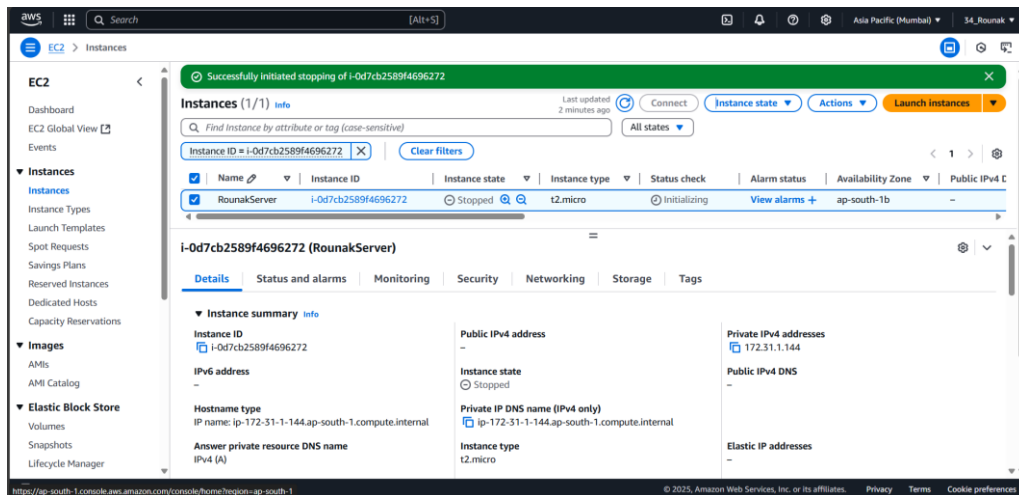 aws Search [Alt+S] Asia Pacific (Mumbai) 34_Rounak
EC2 > Instances
EC2
Dashboard
EC2 Global View
Events
Instances
Instances
Instance Types
Launch Templates
Spot Requests
Savings Plans
Reserved Instances
Dedicated Hosts
Capacity Reservations
Images
AMIs
AMI Catalog
Elastic Block Store
Volumes
Snapshots
Lifecycle Manager
Successfully initiated stopping of i-0d7cb2589f4696272
Instances (1/1) Info
Last updated
2 minutes ago
Connect Instance state Actions Launch instances
Find Instance by attribute or tag (case-sensitive) All states
Instance ID = i-0d7cb2589f4696272 Clear filters 1
Name Instance ID Instance state Instance type Status check Alarm status Availability Zone Public IPv4 D
RounakServer i-0d7cb2589f4696272 Stopped t2.micro Initializing View alarms + ap-south-1b –
i-0d7cb2589f4696272 (RounakServer)
Details Status and alarms Monitoring Security Networking Storage Tags
Instance summary Info
Instance ID Public IPv4 address Private IPv4 addresses
i-0d7cb2589f4696272 – 172.31.1.144
IPv6 address Instance state Public IPv4 DNS
– Stopped –
Hostname type Private IP DNS name (IPv4 only)
IP name: ip-172-31-1-144.ap-south-1.compute.internal ip-172-31-1-144.ap-south-1.compute.internal
Answer private resource DNS name Instance type Elastic IP addresses
IPv4 (A) t2.micro –
https://ap-south-1.console.aws.amazon.com/console/home?region=ap-south-1 © 2025, Amazon Web Services, Inc. or its affiliates. Privacy Terms Cookie preferences